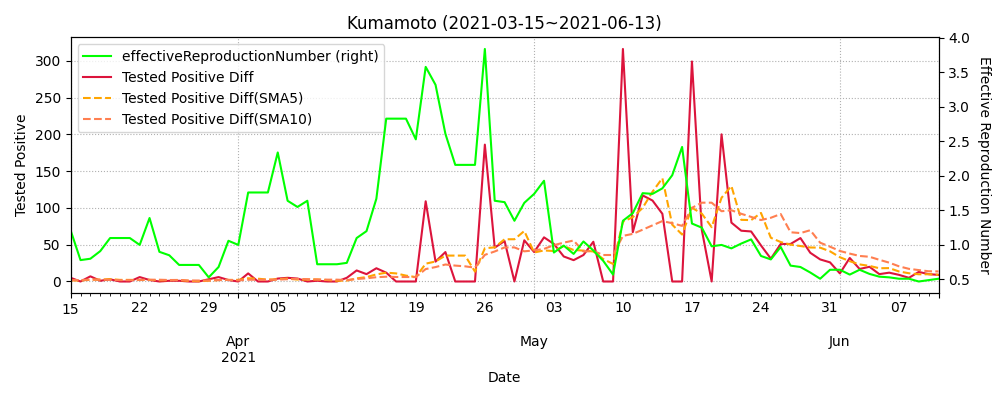 Kumamoto (2021-03-15~2021-06-13)
effectiveReproductionNumber (right)
Tested Positive Diff
Tested Positive Diff(SMA5)
Tested Positive Diff(SMA10)
Tested Positive
300
250
200
150
100
50
0
4.0
3.5
3.0
2.5
2.0
1.5
1.0
0.5
Effective Reproduction Number
15 22 29 05 12 19 26 03 10 17 24 31 07
Apr May Jun
2021
Date